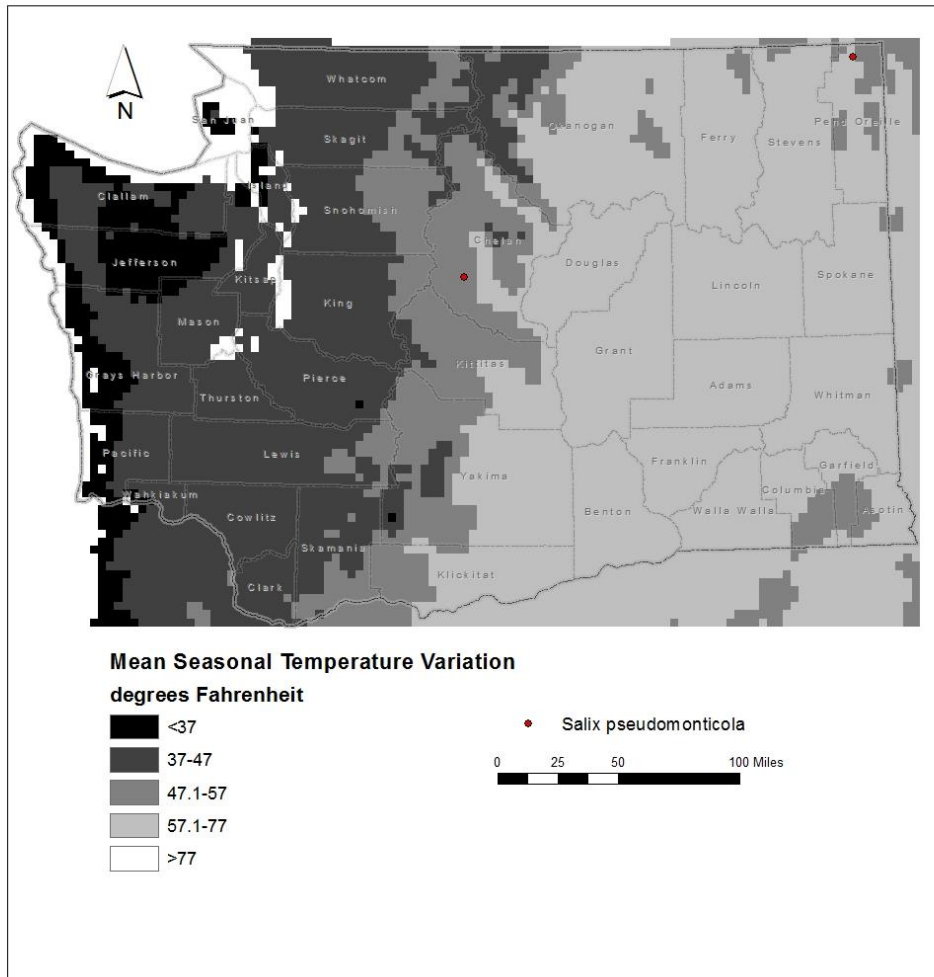 N
Whatcom
San Juan
Skagit
Okanogan
Ferry
Stevens
Pend Oreille
Island
Clallam
Snohomish
Chelan
Jefferson
Kitsap
Douglas
Lincoln
Spokane
King
Mason
Grant
Kittitas
Grays Harbor
Pierce
Adams
Whitman
Thurston
Pacific
Lewis
Yakima
Franklin
Garfield
Wahkiakum
Columbia
Asotin
Cowlitz
Benton
Walla Walla
Skamania
Klickitat
Clark
Mean Seasonal Temperature Variation
degrees Fahrenheit
<37
37-47
47.1-57
57.1-77
>77
Salix pseudomonticola
0 25 50 100 Miles